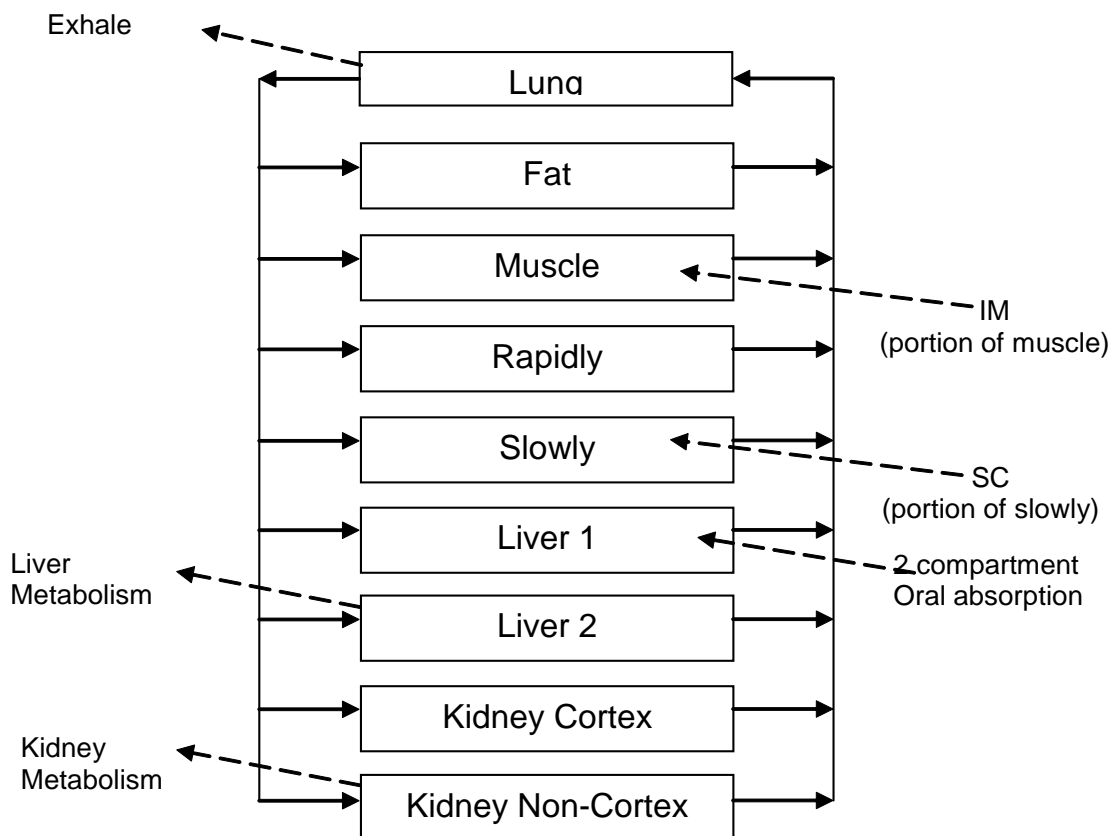 Exhale
Lung
Fat
Muscle
IM
(portion of muscle)
Rapidly
Slowly
SC
(portion of slowly)
Liver 1
2 compartment
Oral absorption
Liver
Metabolism
Liver 2
Kidney Cortex
Kidney
Metabolism
Kidney Non-Cortex